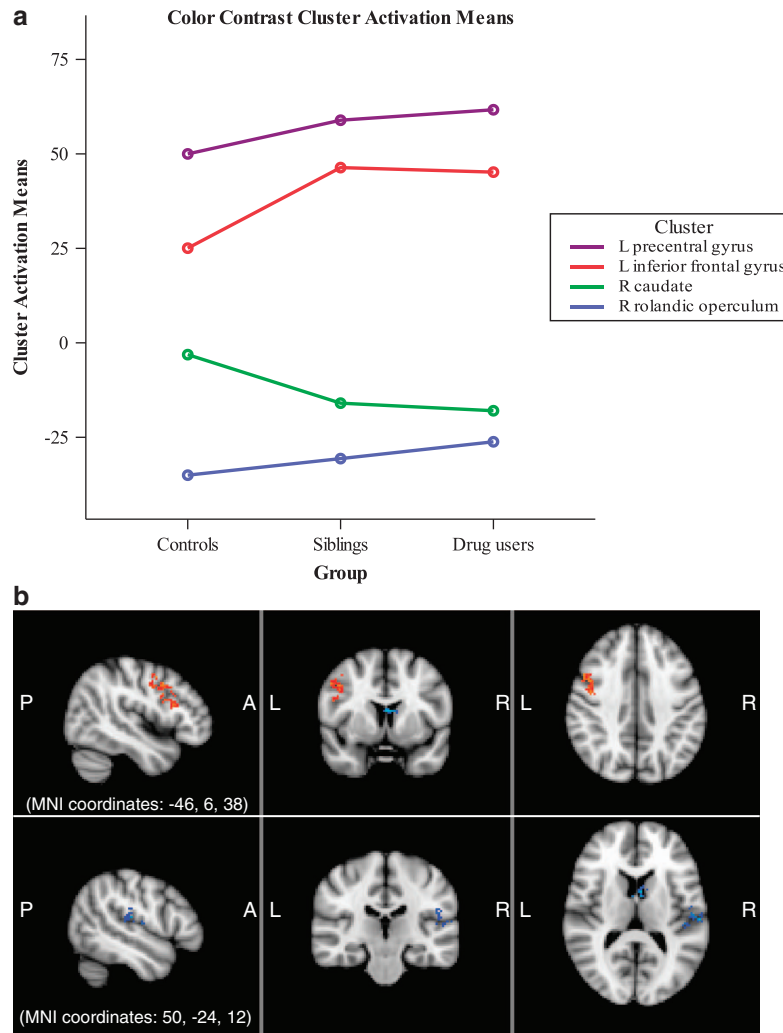 a
Color Contrast Cluster Activation Means
75
50
25
0
-25
Cluster Activation Means
Controls Siblings Drug users
Group
Cluster
L precentral gyrus
L inferior frontal gyrus
R caudate
R rolandic operculum
b
P A L R L R
(MNI coordinates: -46, 6, 38)
P A L R L R
(MNI coordinates: 50, -24, 12)